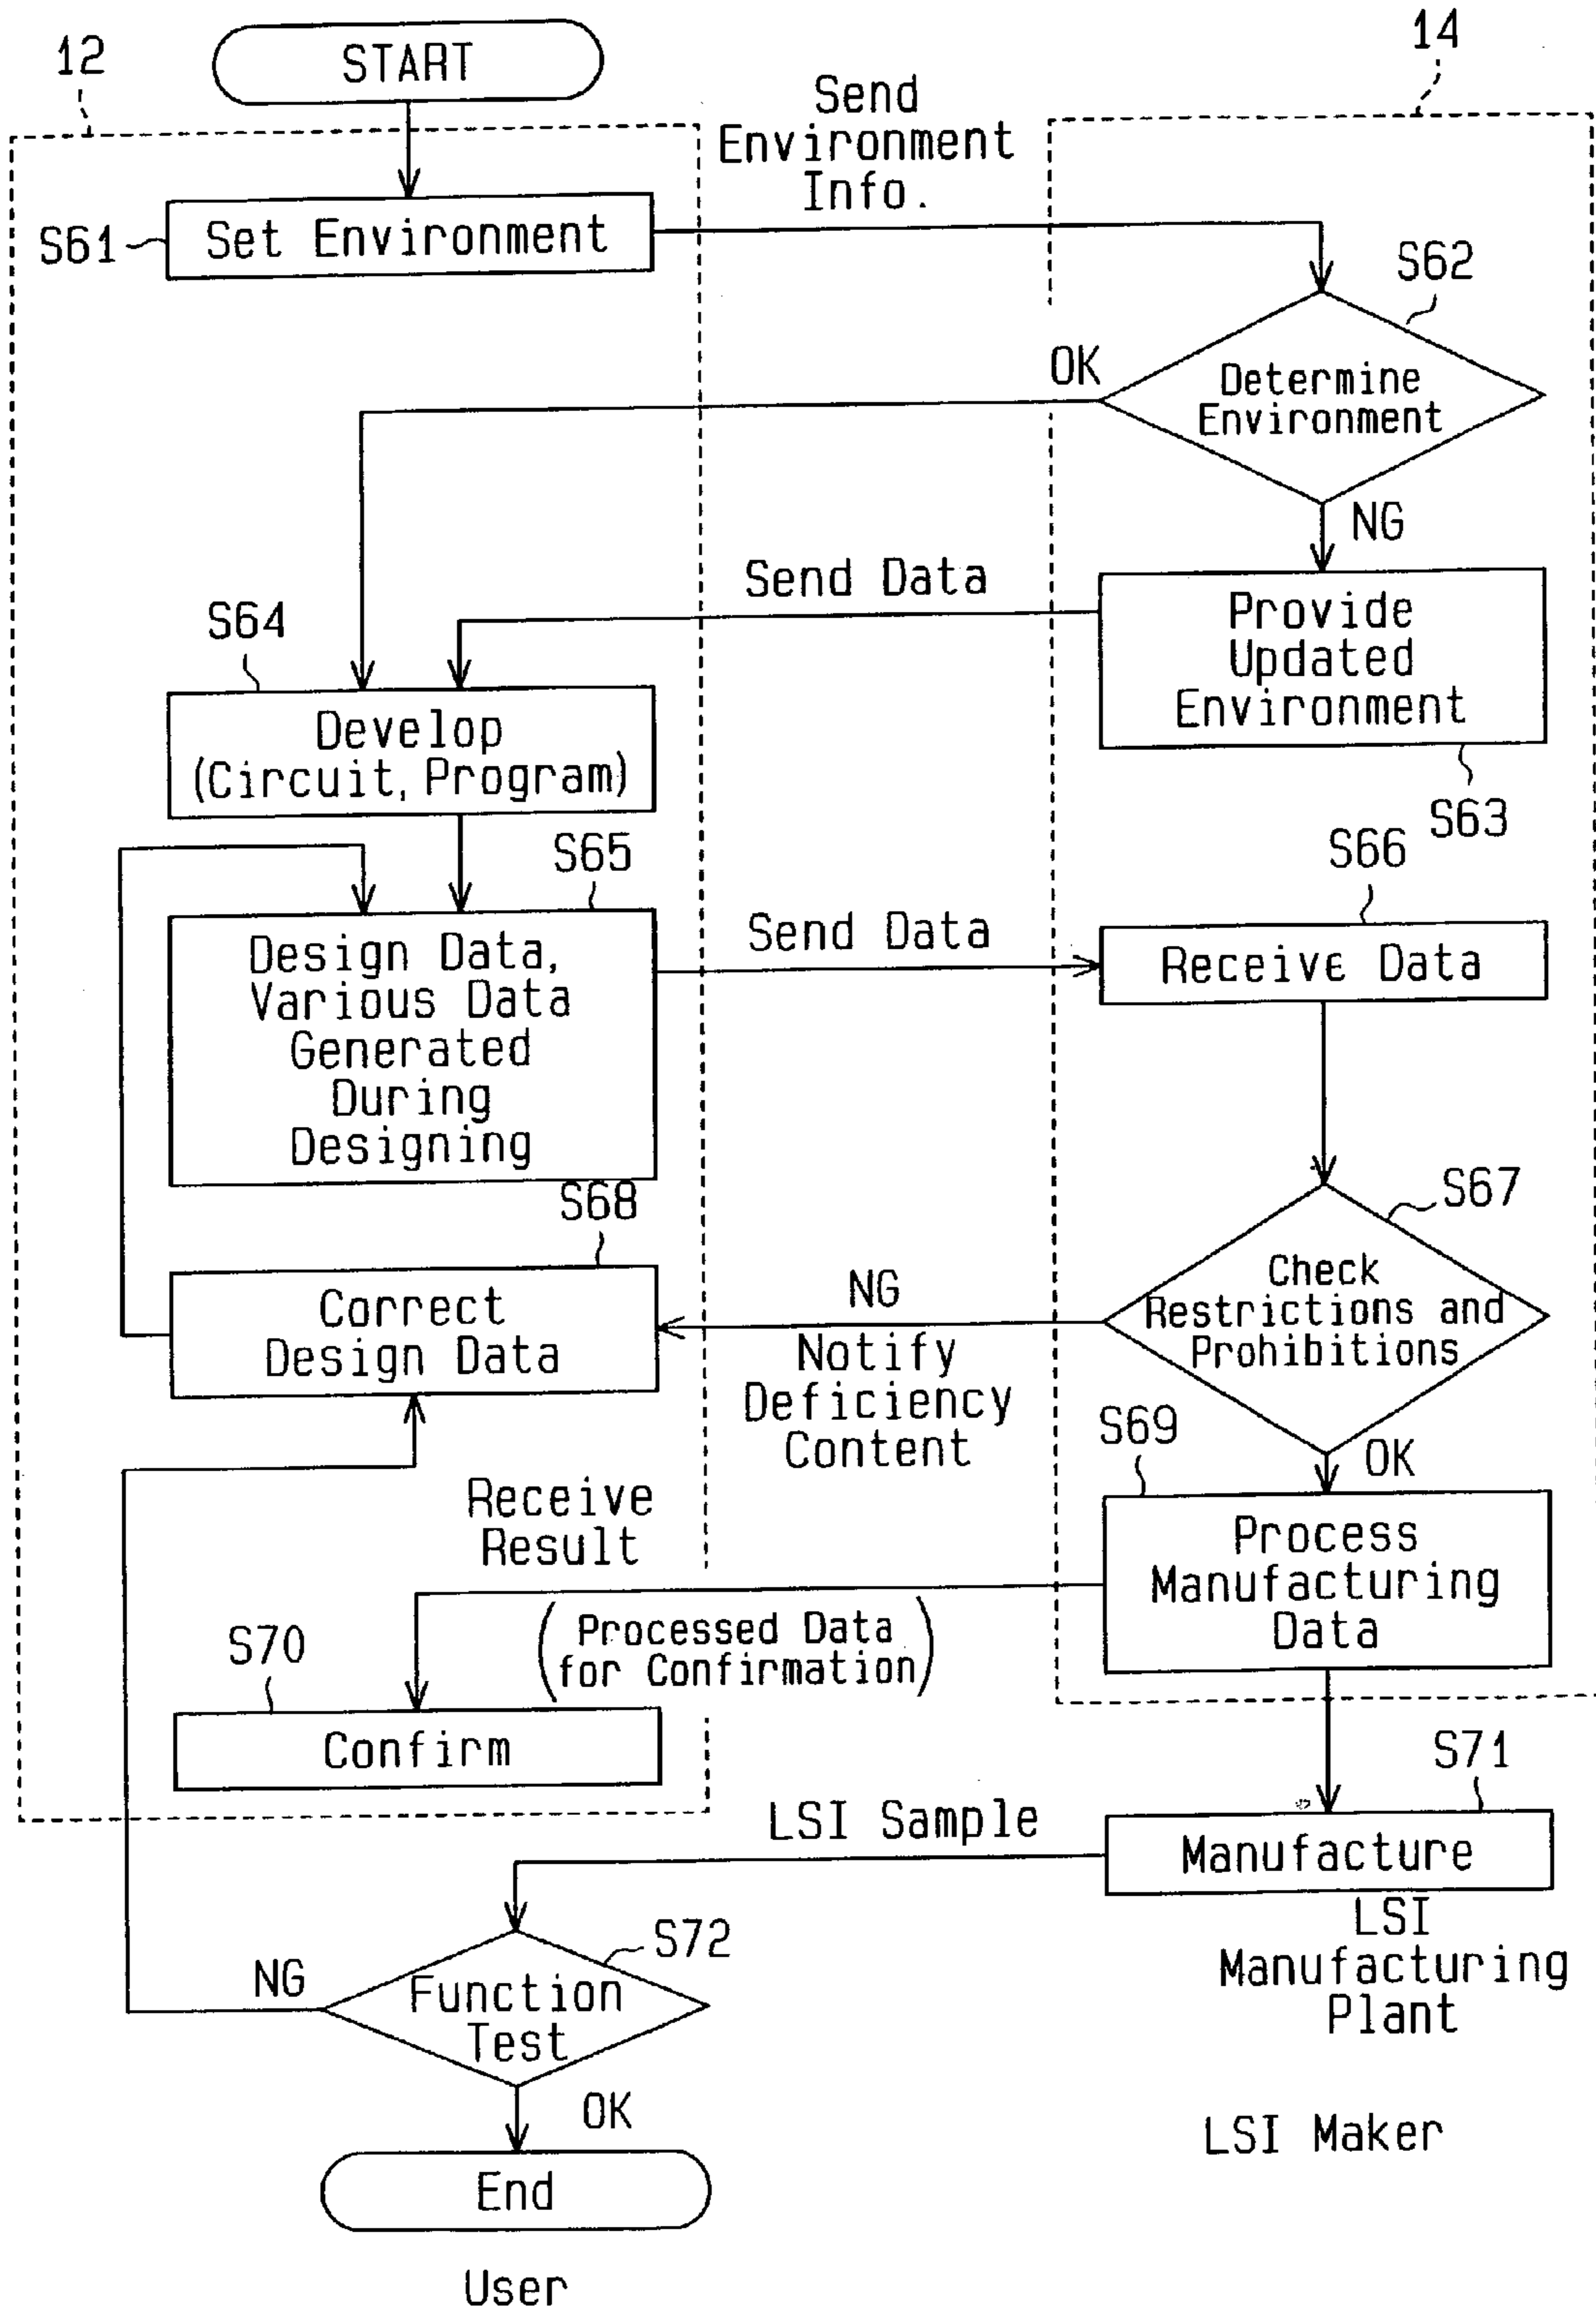 12
START
14
Send
Environment
Info.
S61
Set Environment
S62
OK
Determine
Environment
NG
Send Data
Provide
Updated
Environment
S63
S64
Develop
(Circuit, Program)
S65
S66
Design Data,
Various Data
Generated
During
Designing
Send Data
Receive Data
S68
S67
Correct
Design Data
NG
Notify
Deficiency
Content
Check
Restrictions and
Prohibitions
S69
OK
Receive
Result
Process
Manufacturing
Data
(Processed Data
for Confirmation)
S70
Confirm
S71
LSI Sample
Manufacture
LSI
Manufacturing
Plant
S72
NG
Function
Test
OK
LSI Maker
End
User